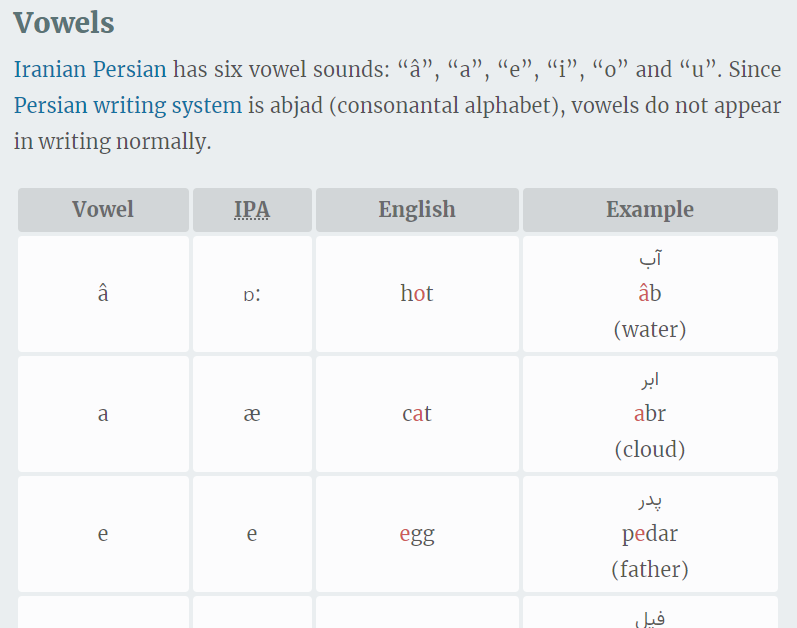 Vowels
Iranian Persian has six vowel sounds: “â”, “a”, “e”, “i”, “o” and “u”. Since
Persian writing system is abjad (consonantal alphabet), vowels do not appear
in writing normally.
Vowel IPA English Example
â ɒ: hot آب
âb
(water)
a æ cat ابر
abr
(cloud)
e e egg پدر
pedar
(father)
فیل